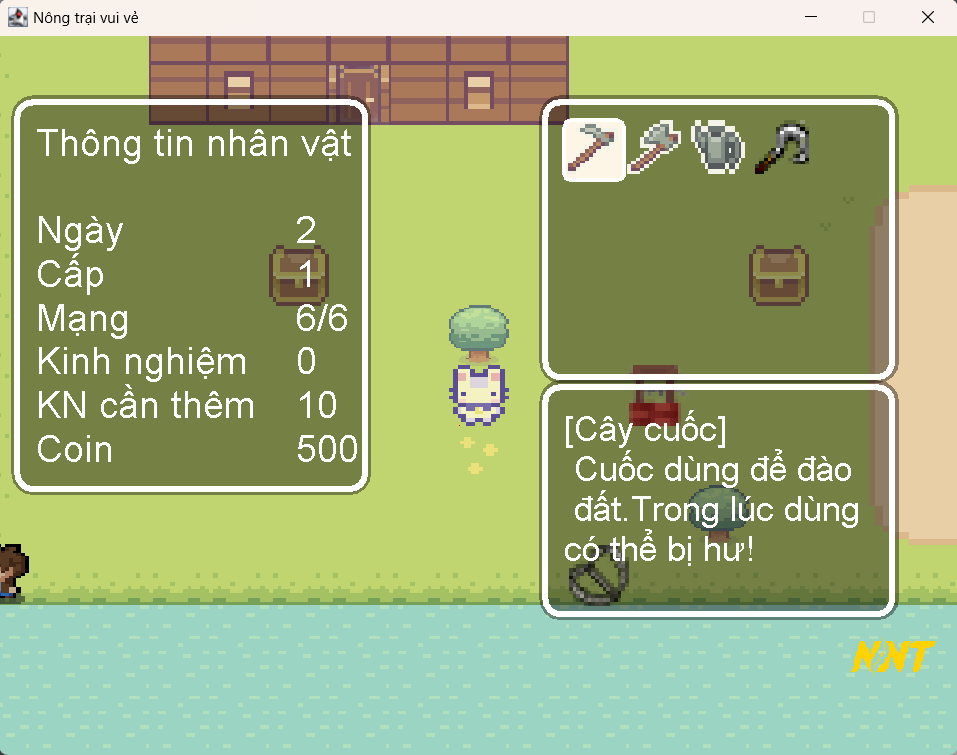 Nông trại vui vẻ
Thông tin nhân vật
Ngày 2
Cấp 1
Mạng 6/6
Kinh nghiệm 0
KN cần thêm 10
Coin 500
[Cây cuốc]
Cuốc dùng để đào
đất.Trong lúc dùng
có thể bị hư!
NNT